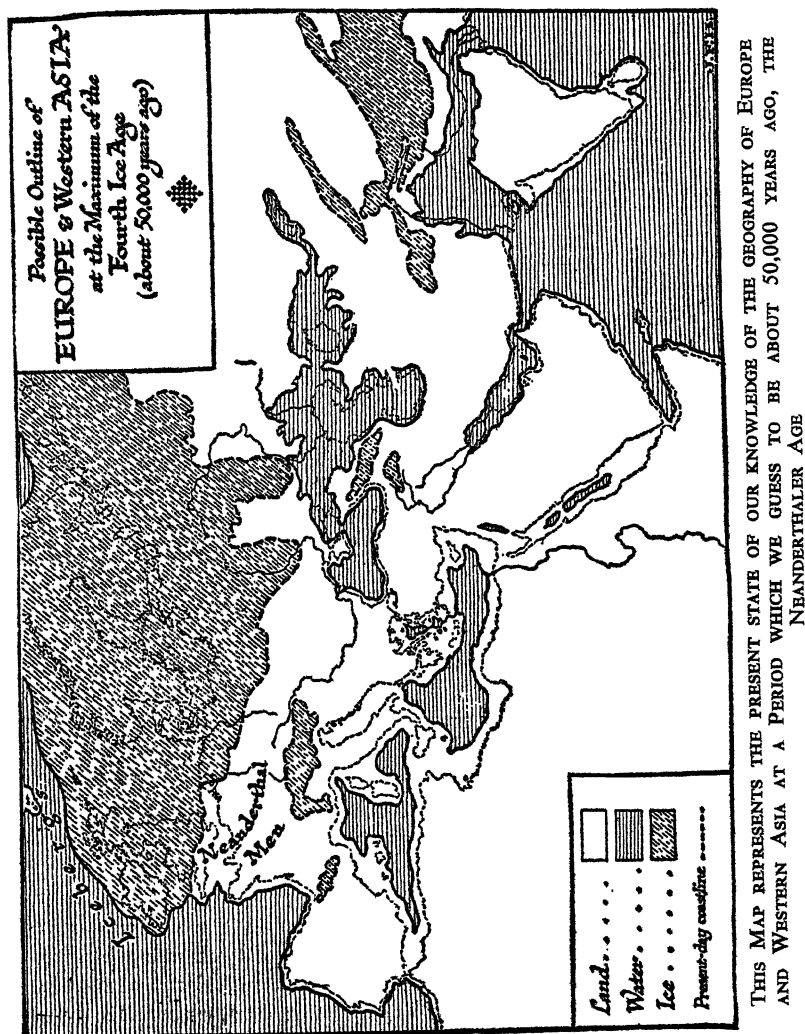 Possible Outline of
EUROPE & Western ASIA
at the Maximum of the
Fourth Ice Age
(about 50,000 years ago)
Icebergs
Neanderthal
Men
Land
Water
Ice
Present-day coastline
J.F.H.
THIS MAP REPRESENTS THE PRESENT STATE OF OUR KNOWLEDGE OF THE GEOGRAPHY OF EUROPE
AND WESTERN ASIA AT A PERIOD WHICH WE GUESS TO BE ABOUT 50,000 YEARS AGO, THE
NEANDERTHALER AGE